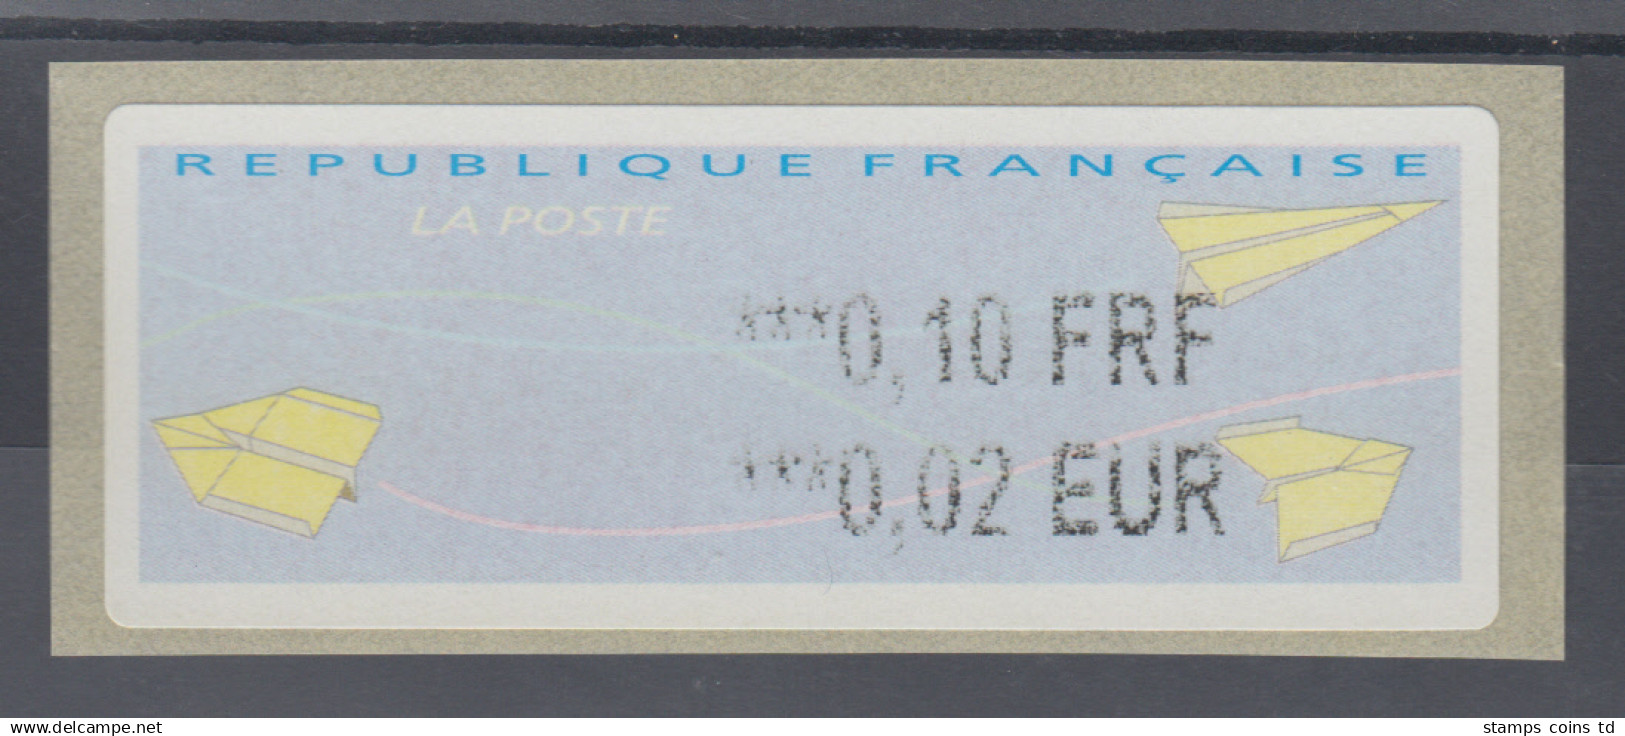 REPUBLIQUE FRANÇAISE
LA POSTE
***0,10 FRF
***0,02 EUR
www.delcampe.net
stamps coins td